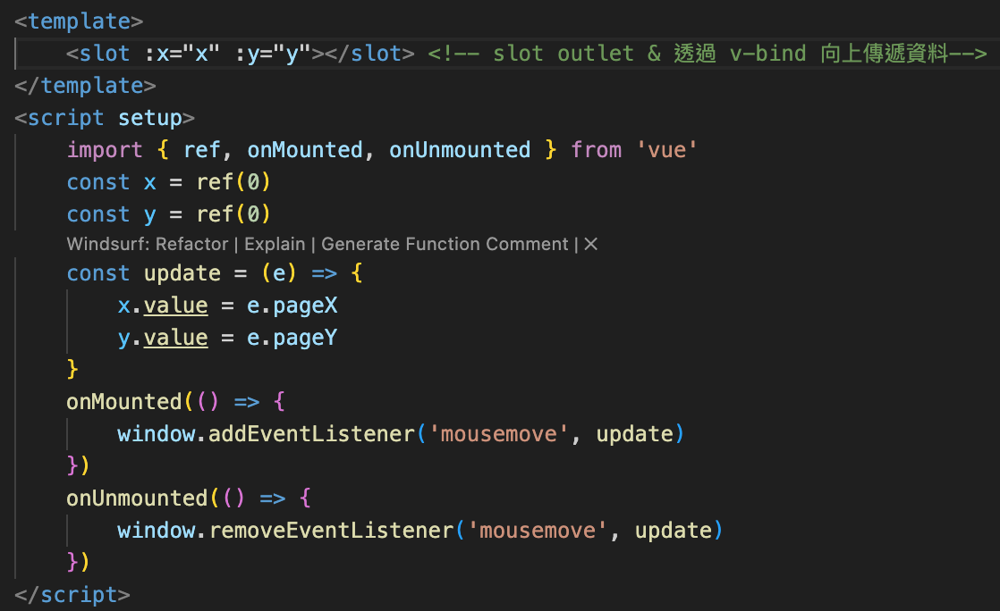 <template>
    <slot :x="x" :y="y"></slot> <!-- slot outlet & 透過 v-bind 向上傳遞資料-->
</template>
<script setup>
    import { ref, onMounted, onUnmounted } from 'vue'
    const x = ref(0)
    const y = ref(0)
    Windsurf: Refactor | Explain | Generate Function Comment | ✕
    const update = (e) => {
        x.value = e.pageX
        y.value = e.pageY
    }
    onMounted(() => {
        window.addEventListener('mousemove', update)
    })
    onUnmounted(() => {
        window.removeEventListener('mousemove', update)
    })
</script>